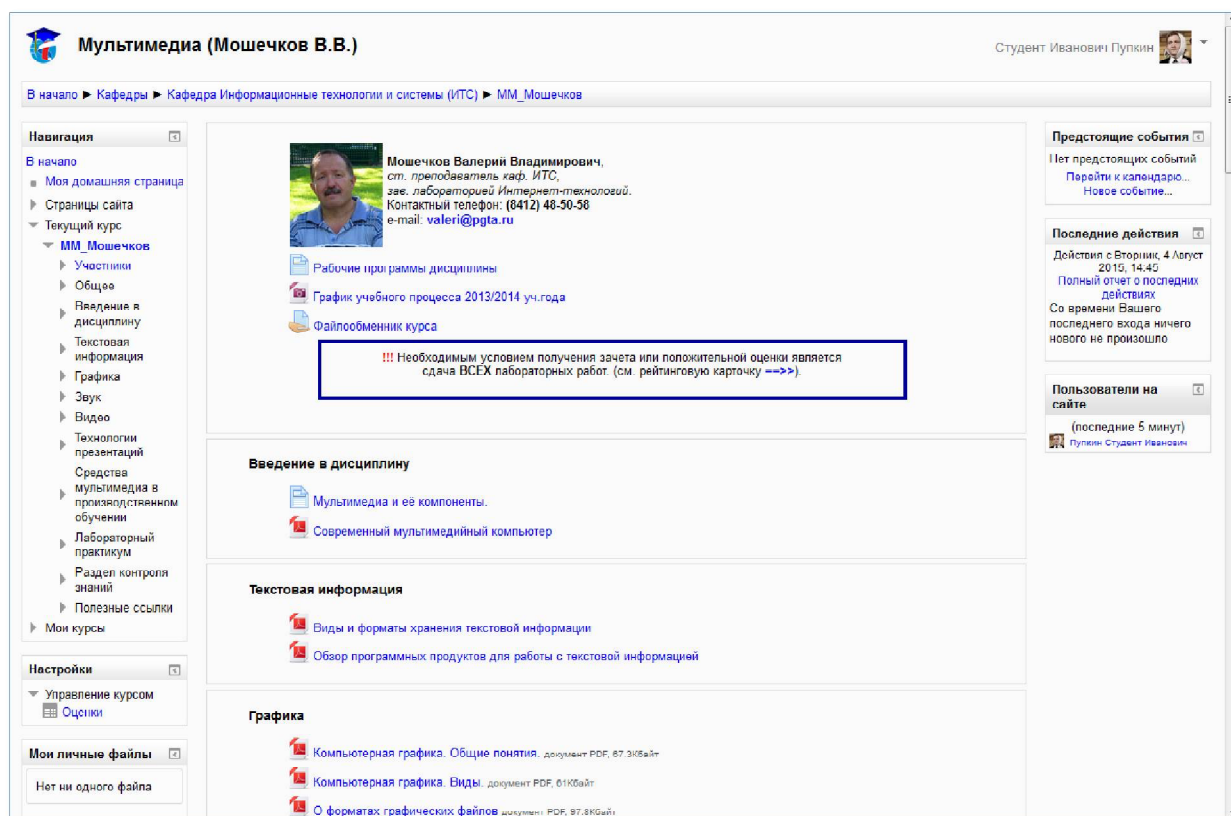 Мультимедиа (Мошечков В.В.)
Студент Иванович Пупкин
В начало ► Кафедры ► Кафедра Информационные технологии и системы (ИТС) ► ММ_Мошечков
Навигация
В начало
Моя домашняя страница
Страницы сайта
Текущий курс
ММ_Мошечков
Участники
Общее
Введение в
дисциплину
Текстовая
информация
Графика
Звук
Видео
Технологии
презентаций
Средства
мультимедиа в
производственном
обучении
Лабораторный
практикум
Раздел контроля
знаний
Полезные ссылки
Мои курсы
Настройки
Управление курсом
Оценки
Мои личные файлы
Нет ни одного файла
Мошечков Валерий Владимирович,
ст. преподаватель каф. ИТС,
зав. лабораторией Интернет-технологий.
Контактный телефон: (8412) 48-50-58
e-mail: valeri@pgta.ru
Рабочие программы дисциплины
График учебного процесса 2013/2014 уч.года
Файлообменник курса
!!! Необходимым условием получения зачета или положительной оценки является
сдача ВСЕХ лабораторных работ. (см. рейтинговую карточку ==>>).
Введение в дисциплину
Мультимедиа и её компоненты.
Современный мультимедийный компьютер
Текстовая информация
Виды и форматы хранения текстовой информации
Обзор программных продуктов для работы с текстовой информацией
Графика
Компьютерная графика. Общие понятия. документ PDF, 67.3Кбайт
Компьютерная графика. Виды. документ PDF, 61Кбайт
О форматах графических файлов документ PDF, 97.8Кбайт
Предстоящие события
Нет предстоящих событий
Перейти к календарю...
Новое событие...
Последние действия
Действия с Вторник, 4 Август
2015, 14:45
Полный отчет о последних
действиях
Со времени Вашего
последнего входа ничего
нового не произошло
Пользователи на
сайте
(последние 5 минут)
Пупкин Студент Иванович